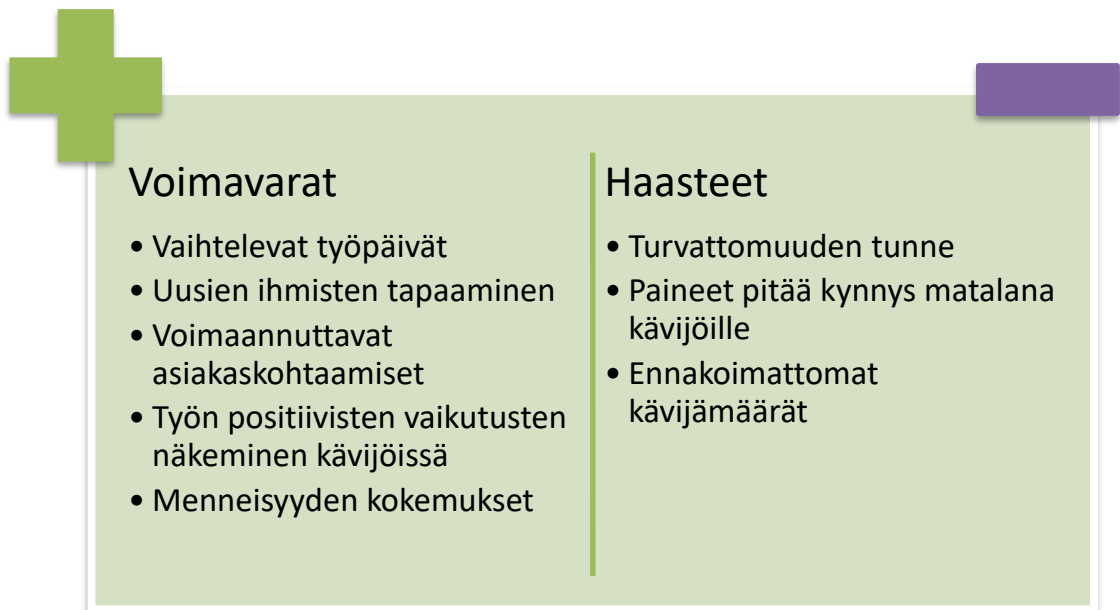 Voimavarat
• Vaihtelevat työpäivät
• Uusien ihmisten tapaaminen
• Voimaannuttavat
asiakaskohtaamiset
• Työn positiivisten vaikutusten
näkeminen kävijöissä
• Menneisyyden kokemukset
Haasteet
• Turvattomuuden tunne
• Paineet pitää kynnys matalana
kävijöille
• Ennakoimattomat
kävijämäärät